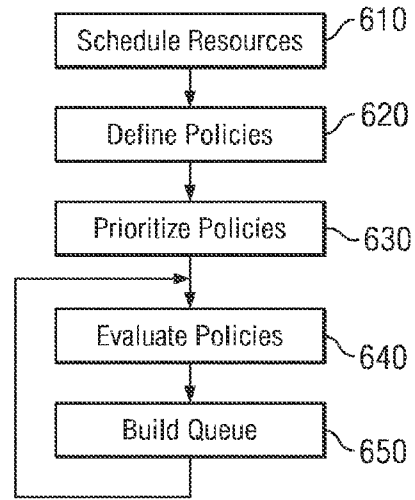 Schedule Resources
610
Define Policies
620
Prioritize Policies
630
Evaluate Policies
640
Build Queue
650